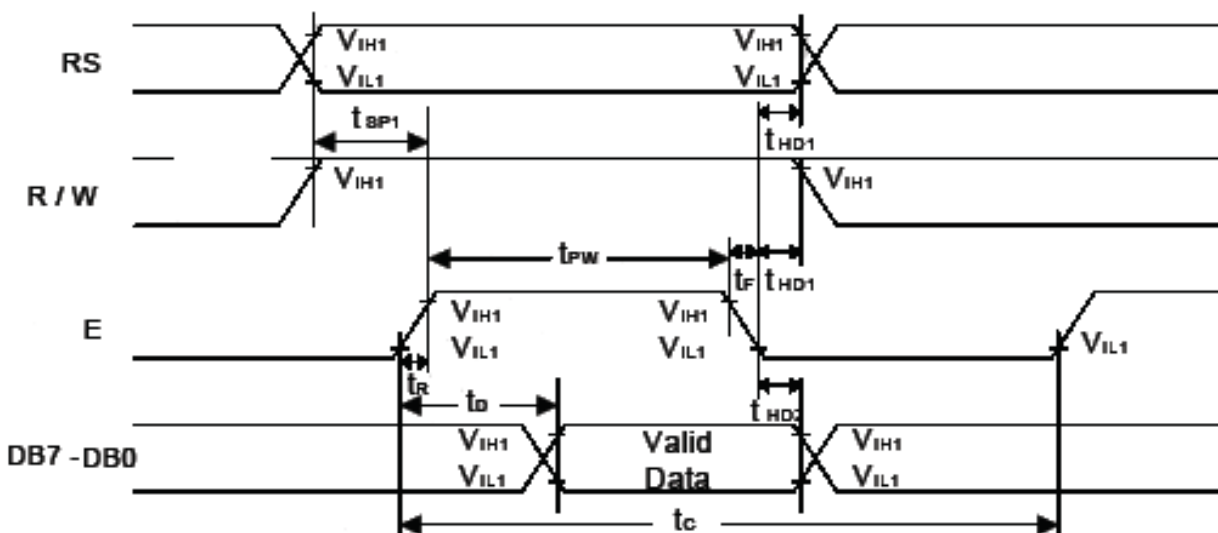 RS
VIH1
VIL1
VIH1
VIL1
tSP1
tHD1
R / W
VIH1
VIH1
tPW
tF
tHD1
E
VIH1
VIL1
VIH1
VIL1
VIL1
tR
tD
tHD2
DB7 -DB0
VIH1
VIL1
Valid
Data
VIH1
VIL1
tC